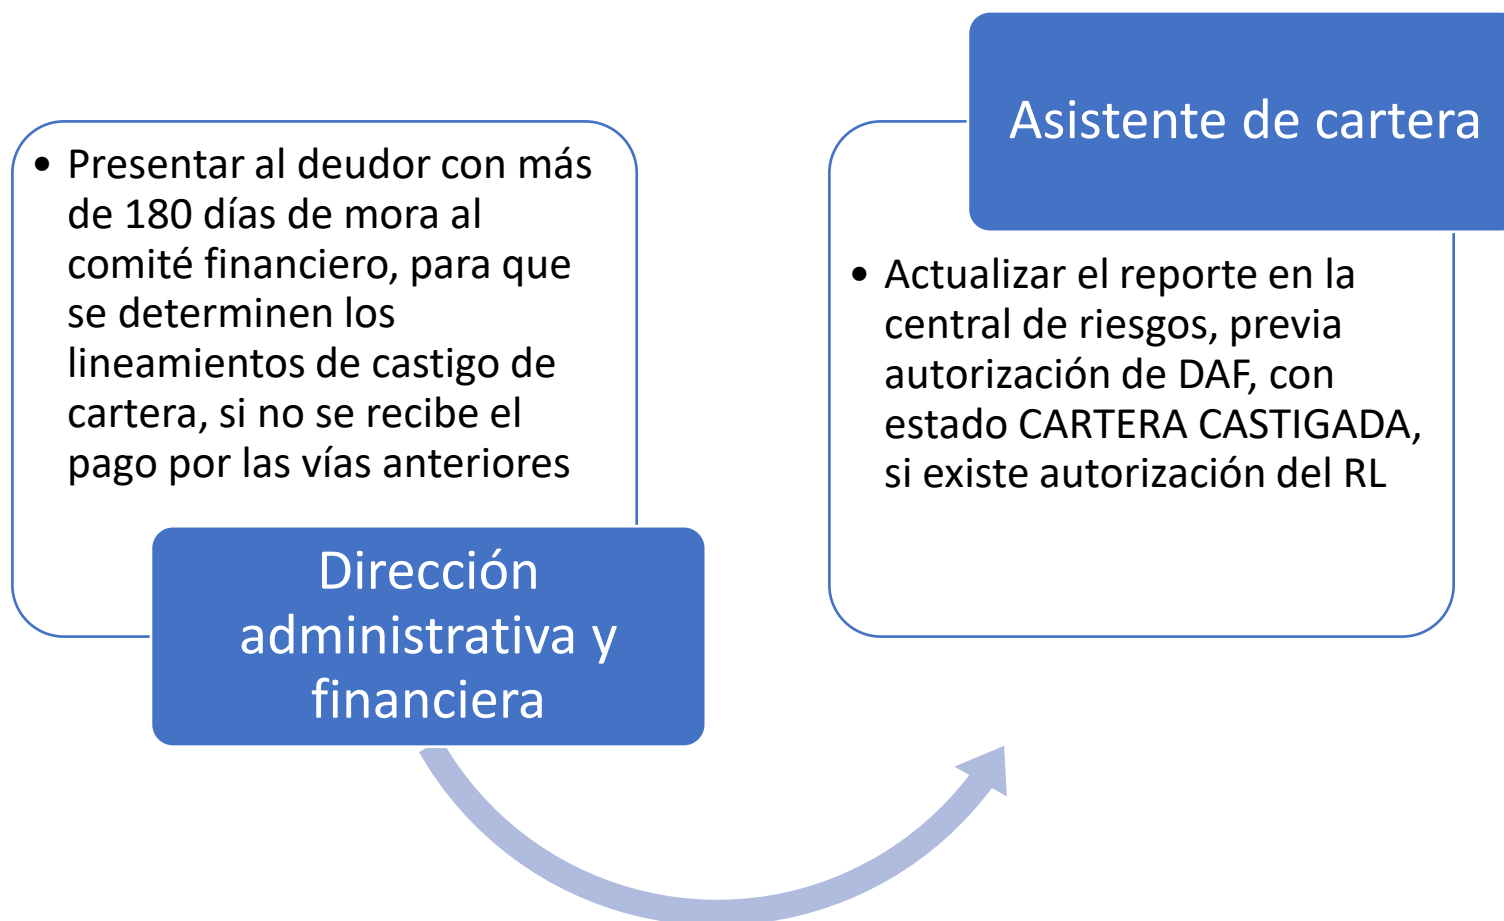 • Presentar al deudor con más
de 180 días de mora al
comité financiero, para que
se determinen los
lineamientos de castigo de
cartera, si no se recibe el
pago por las vías anteriores
Dirección
administrativa y
financiera
Asistente de cartera
• Actualizar el reporte en la
central de riesgos, previa
autorización de DAF, con
estado CARTERA CASTIGADA,
si existe autorización del RL